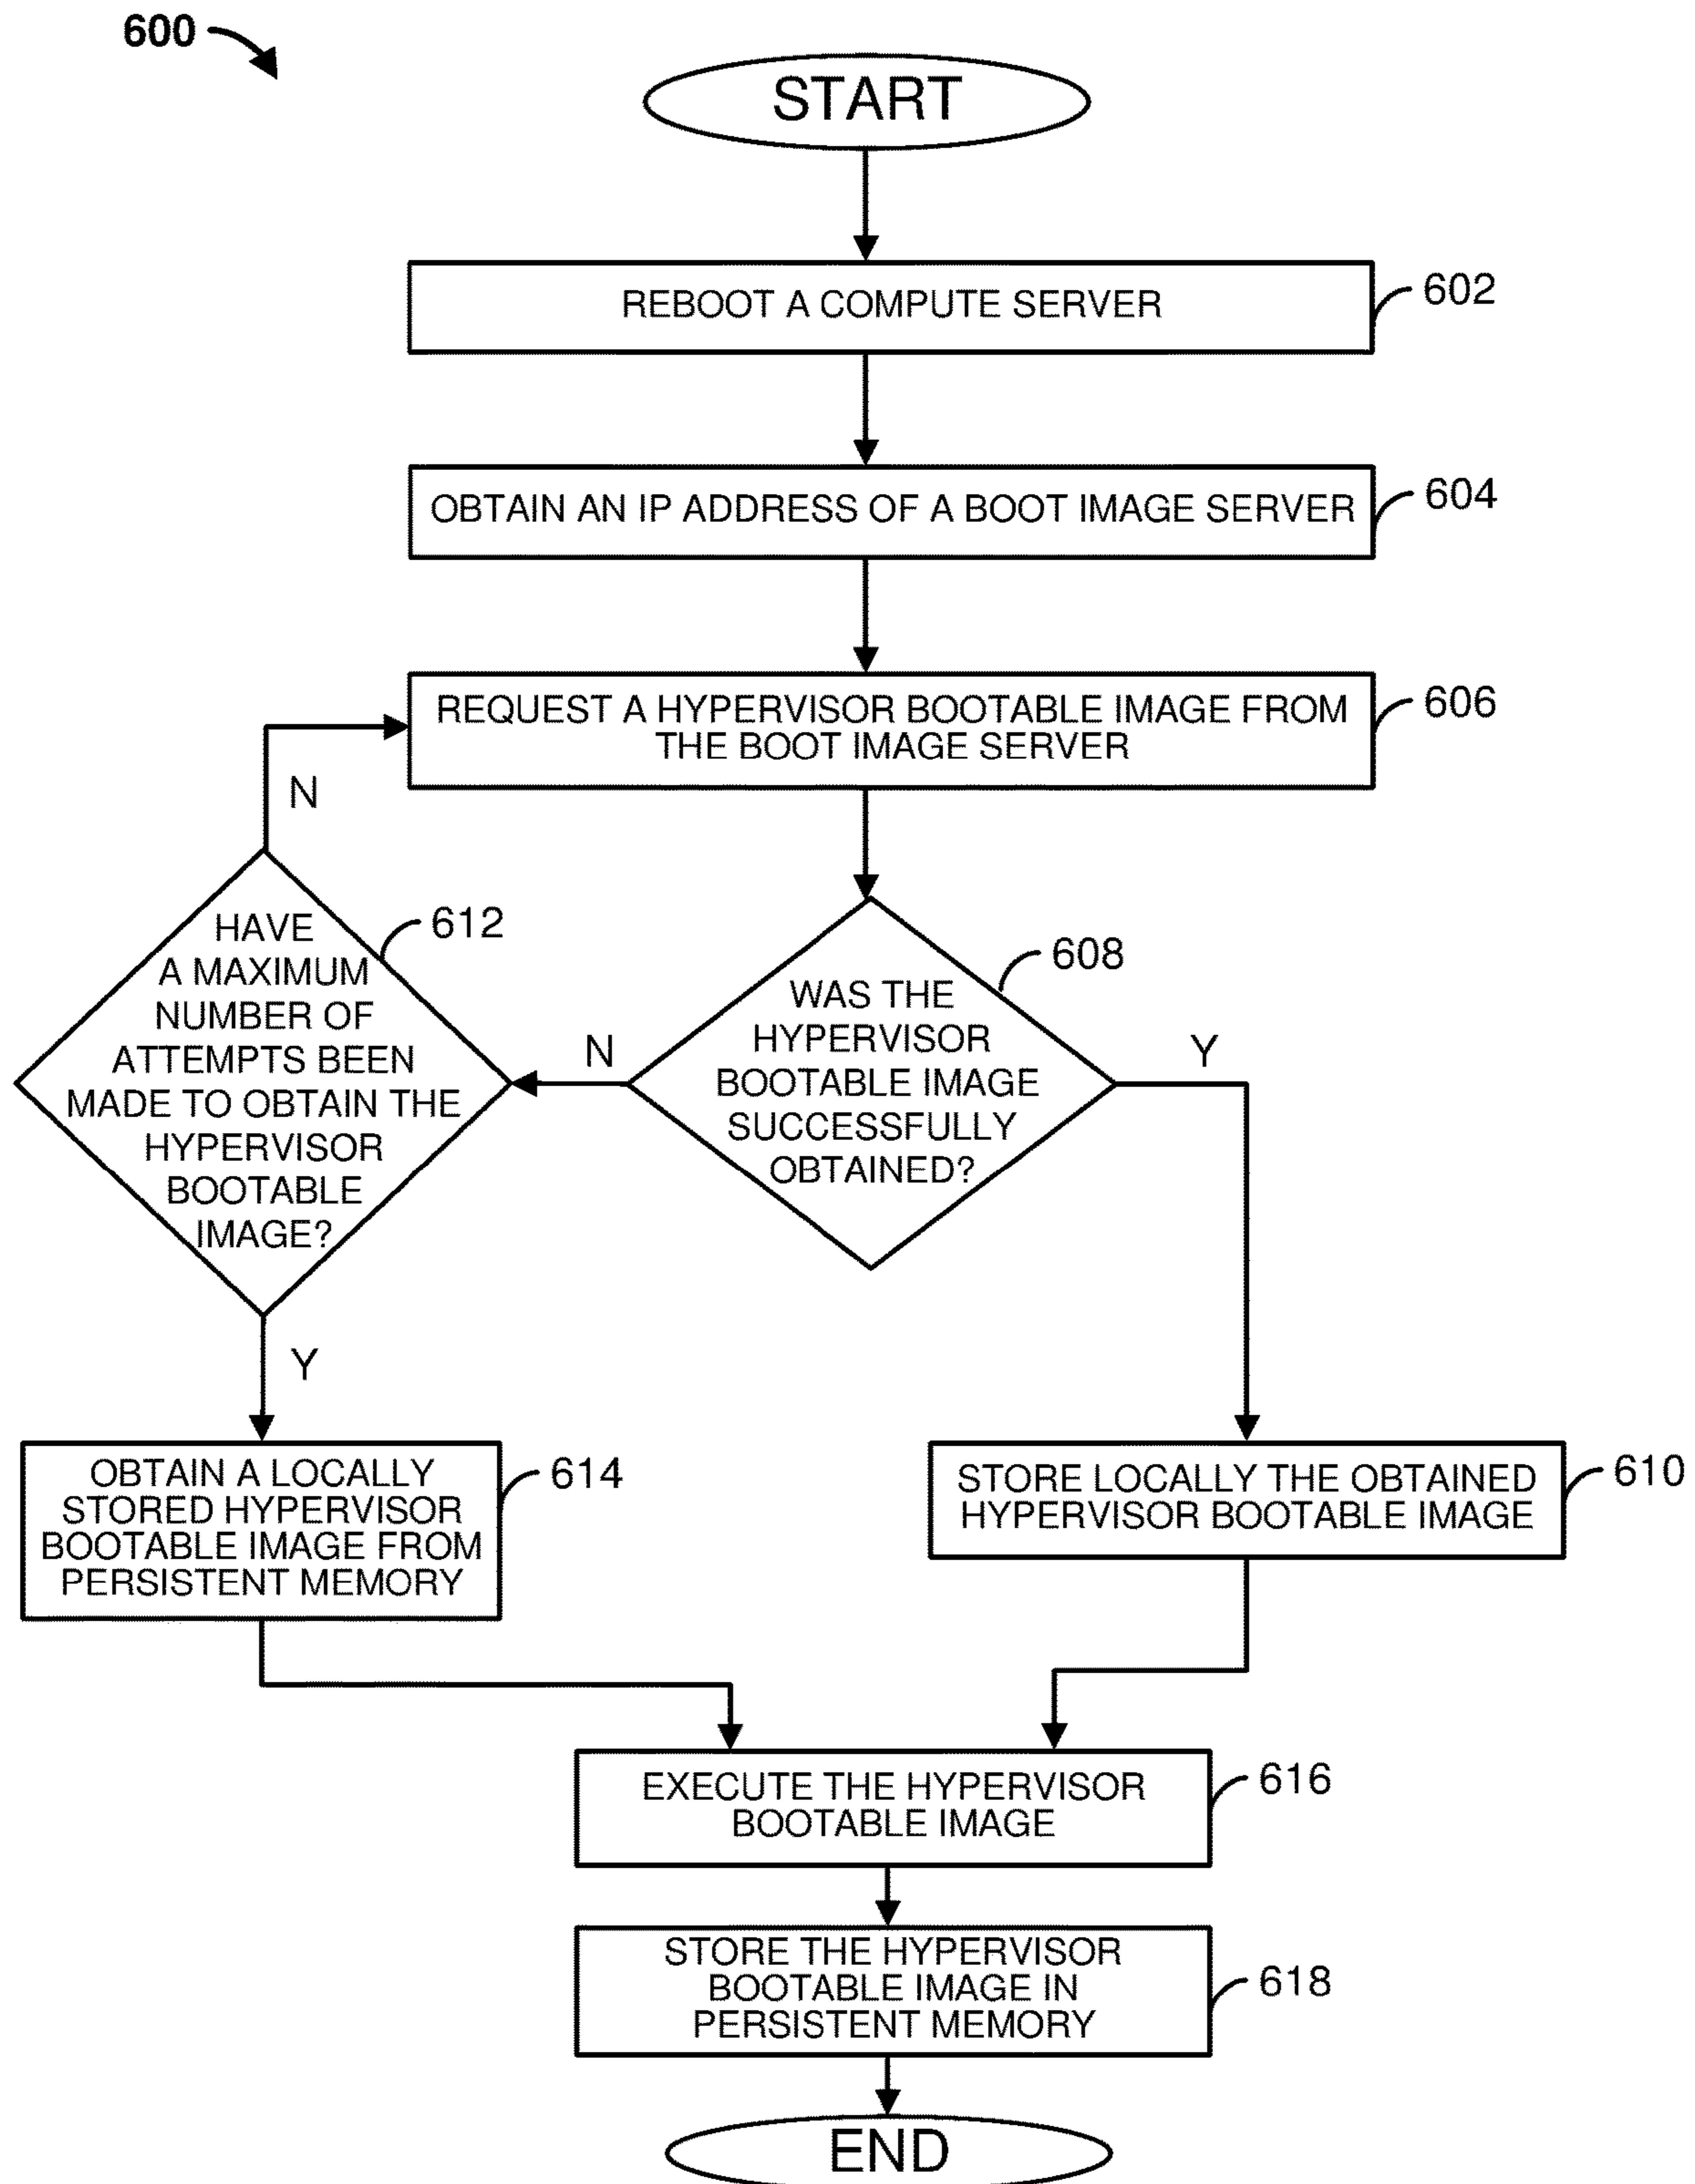 600
START
REBOOT A COMPUTE SERVER
602
OBTAIN AN IP ADDRESS OF A BOOT IMAGE SERVER
604
REQUEST A HYPERVISOR BOOTABLE IMAGE FROM
THE BOOT IMAGE SERVER
606
N
HAVE
A MAXIMUM
NUMBER OF
ATTEMPTS BEEN
MADE TO OBTAIN THE
HYPERVISOR
BOOTABLE
IMAGE?
612
N
WAS THE
HYPERVISOR
BOOTABLE IMAGE
SUCCESSFULLY
OBTAINED?
608
Y
Y
OBTAIN A LOCALLY
STORED HYPERVISOR
BOOTABLE IMAGE FROM
PERSISTENT MEMORY
614
STORE LOCALLY THE OBTAINED
HYPERVISOR BOOTABLE IMAGE
610
EXECUTE THE HYPERVISOR
BOOTABLE IMAGE
616
STORE THE HYPERVISOR
BOOTABLE IMAGE IN
PERSISTENT MEMORY
618
END